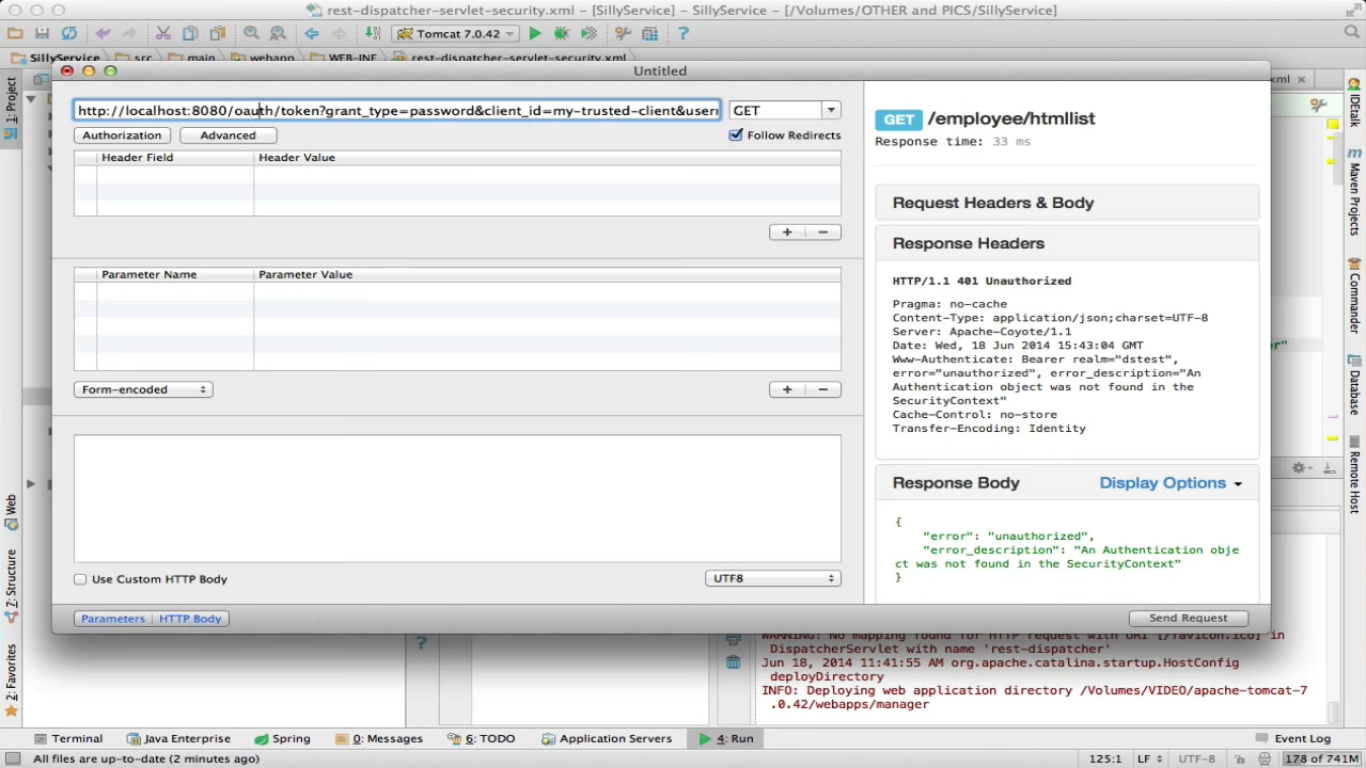 rest-dispatcher-servlet-security.xml - [SillyService] - SillyService - [/Volumes/OTHER and PICS/SillyService]
Tomcat 7.0.42
SillyService src main webapp WEB-INF rest-dispatcher-servlet-security.xml
Untitled
xml
1: Project
http://localhost:8080/oauth/token?grant_type=password&client_id=my-trusted-client&usern
GET
Authorization
Advanced
Follow Redirects
Header Field
Header Value
+ −
Parameter Name
Parameter Value
Form-encoded
+ −
Use Custom HTTP Body
UTF8
Parameters
HTTP Body
Send Request
GET /employee/htmllist
Response time: 33 ms
Request Headers & Body
Response Headers
HTTP/1.1 401 Unauthorized
Pragma: no-cache
Content-Type: application/json;charset=UTF-8
Server: Apache-Coyote/1.1
Date: Wed, 18 Jun 2014 15:43:04 GMT
Www-Authenticate: Bearer realm="dstest",
error="unauthorized", error_description="An
Authentication object was not found in the
SecurityContext"
Cache-Control: no-store
Transfer-Encoding: Identity
Response Body
Display Options
{
"error": "unauthorized",
"error_description": "An Authentication obje
ct was not found in the SecurityContext"
}
er"
IDEtalk
Maven Projects
Commander
Database
Remote Host
Web
Z: Structure
2: Favorites
WARNING: No mapping found for HTTP request with URI [/favicon.ico] in
DispatcherServlet with name 'rest-dispatcher'
Jun 18, 2014 11:41:55 AM org.apache.catalina.startup.HostConfig
deployDirectory
INFO: Deploying web application directory /Volumes/VIDEO/apache-tomcat-7
.0.42/webapps/manager
Terminal
Java Enterprise
Spring
0: Messages
6: TODO
Application Servers
4: Run
Event Log
All files are up-to-date (2 minutes ago)
125:1
LF
UTF-8
178 of 741M